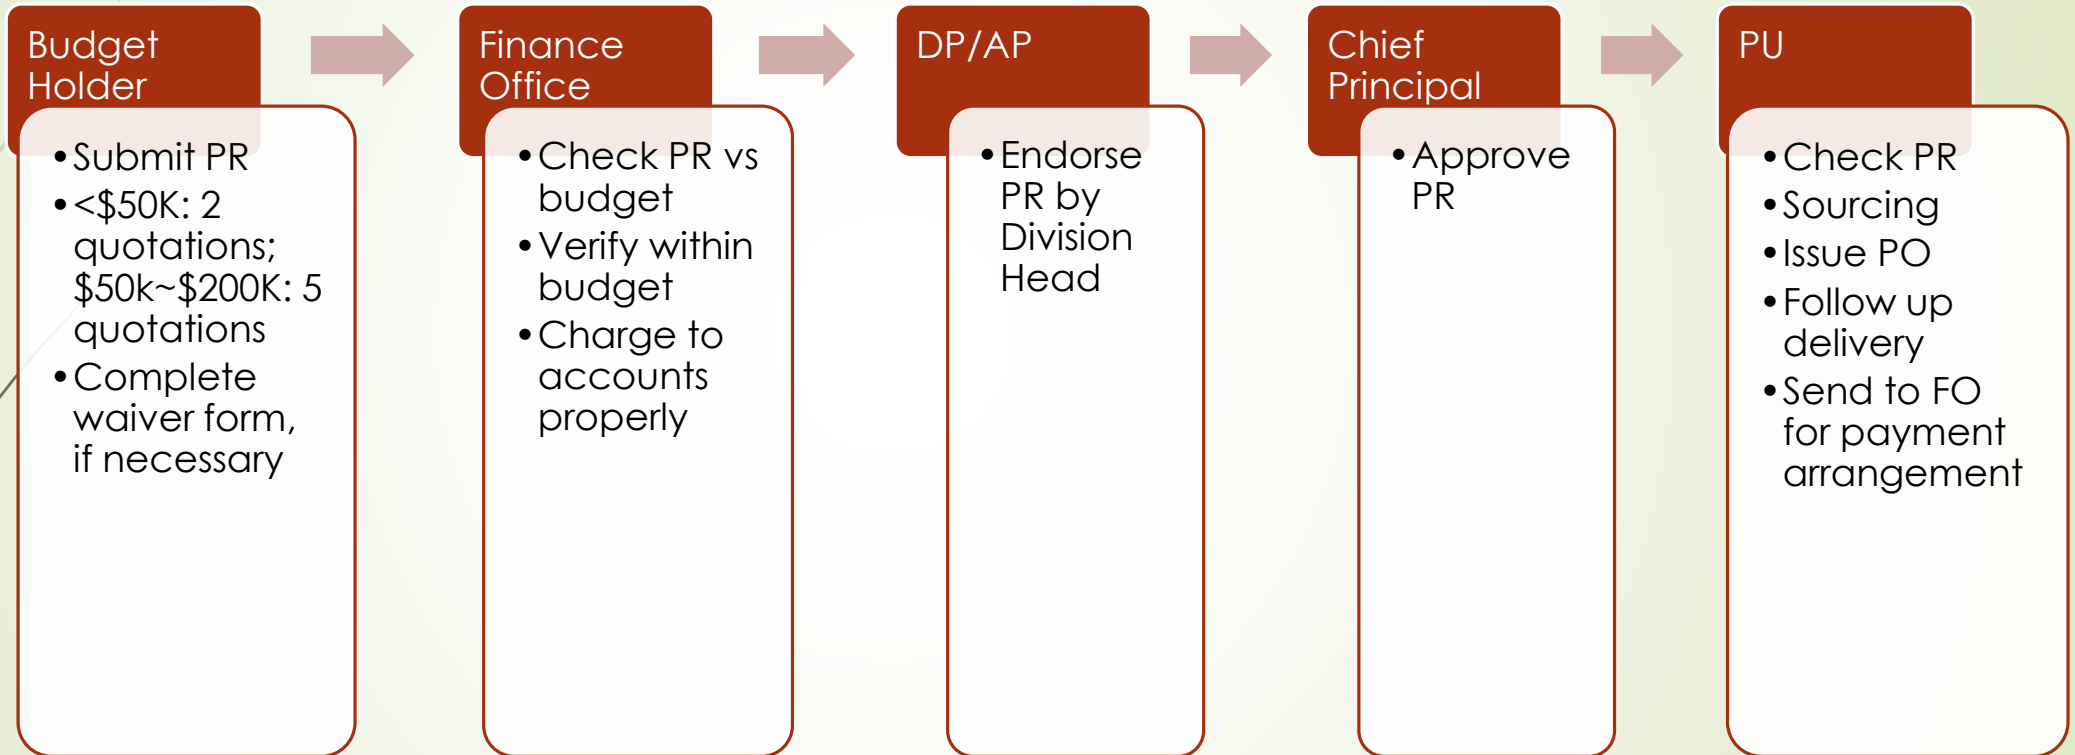 Budget
Holder
•Submit PR
•<$50K: 2
quotations;
$50k~$200K: 5
quotations
•Complete
waiver form,
if necessary
Finance
Office
•Check PR vs
budget
•Verify within
budget
•Charge to
accounts
properly
DP/AP
•Endorse
PR by
Division
Head
Chief
Principal
•Approve
PR
PU
•Check PR
•Sourcing
•Issue PO
•Follow up
delivery
•Send to FO
for payment
arrangement